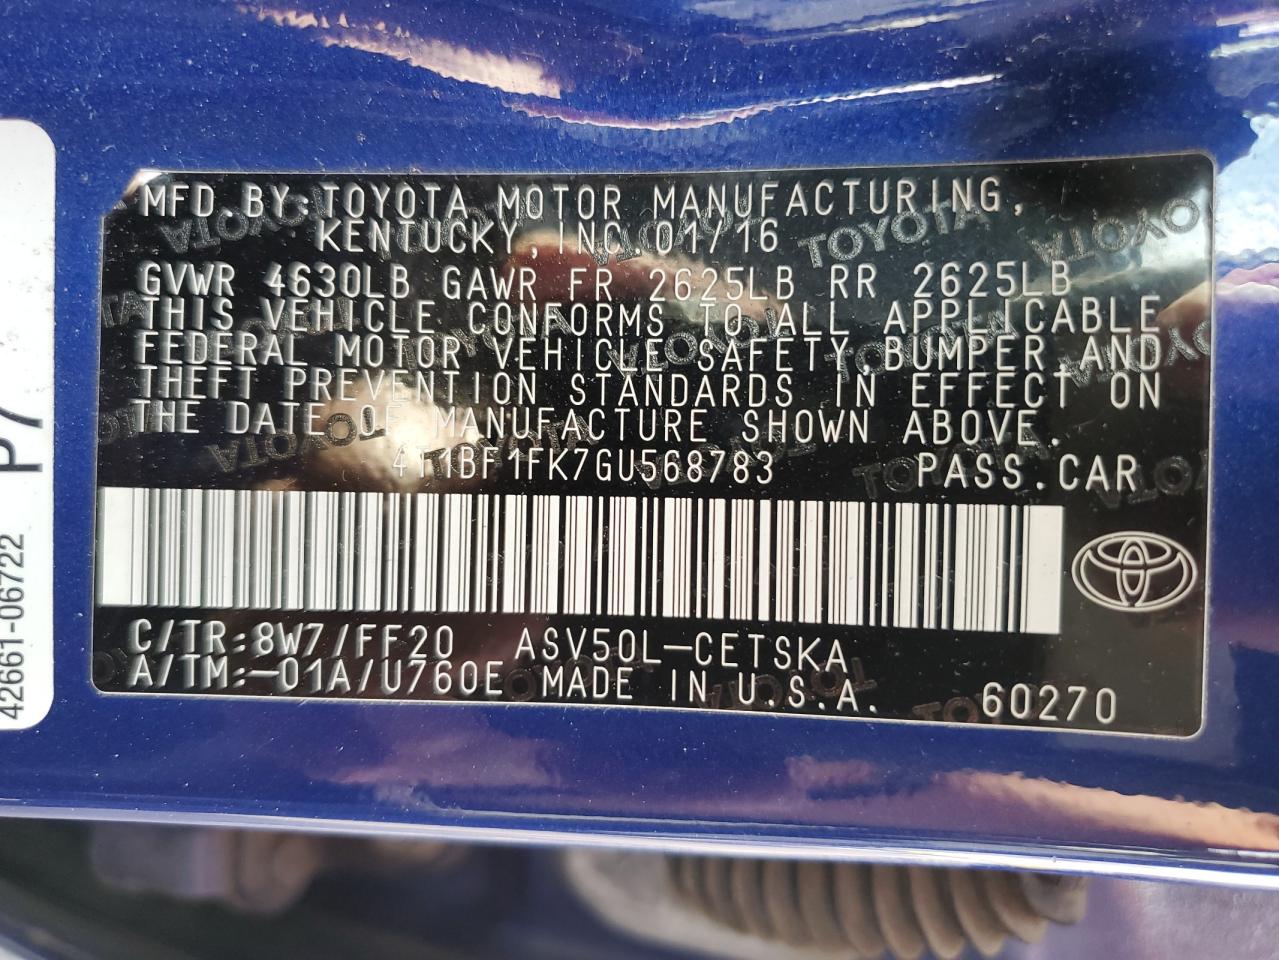 MFD BY:TOYOTA MOTOR MANUFACTURING,
KENTUCKY, INC. 01/16
GVWR 4630LB GAWR FR 2625LB RR 2625LB
THIS VEHICLE CONFORMS TO ALL APPLICABLE
FEDERAL MOTOR VEHICLE SAFETY,BUMPER,AND
THEFT PREVENTION STANDARDS IN EFFECT ON
THE DATE OF MANUFACTURE SHOWN ABOVE.
4T1BF1FK7GU568783 PASS.CAR
C/TR:8W7/FF20 ASV50L-CETSKA
A/TM:-01A/U760E MADE IN U.S.A. 60270
P7
42661-06722